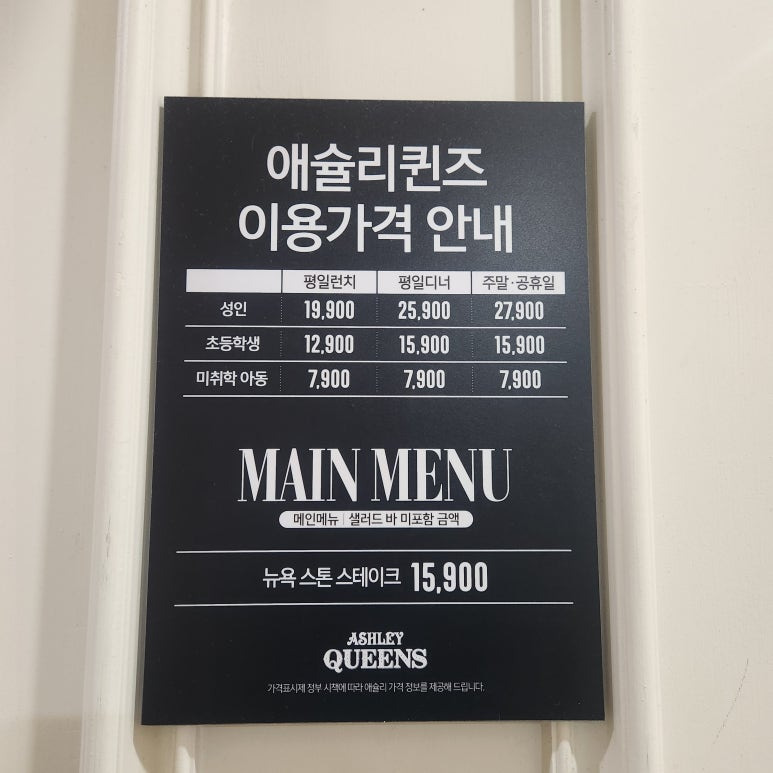 애슐리퀸즈
이용가격 안내
평일런치 평일디너 주말·공휴일
성인 19,900 25,900 27,900
초등학생 12,900 15,900 15,900
미취학 아동 7,900 7,900 7,900
MAIN MENU
메인메뉴 | 샐러드 바 미포함 금액
뉴욕 스톤 스테이크 15,900
ASHLEY
QUEENS
가격표시제 정부 시책에 따라 애슐리 가격 정보를 제공해 드립니다.